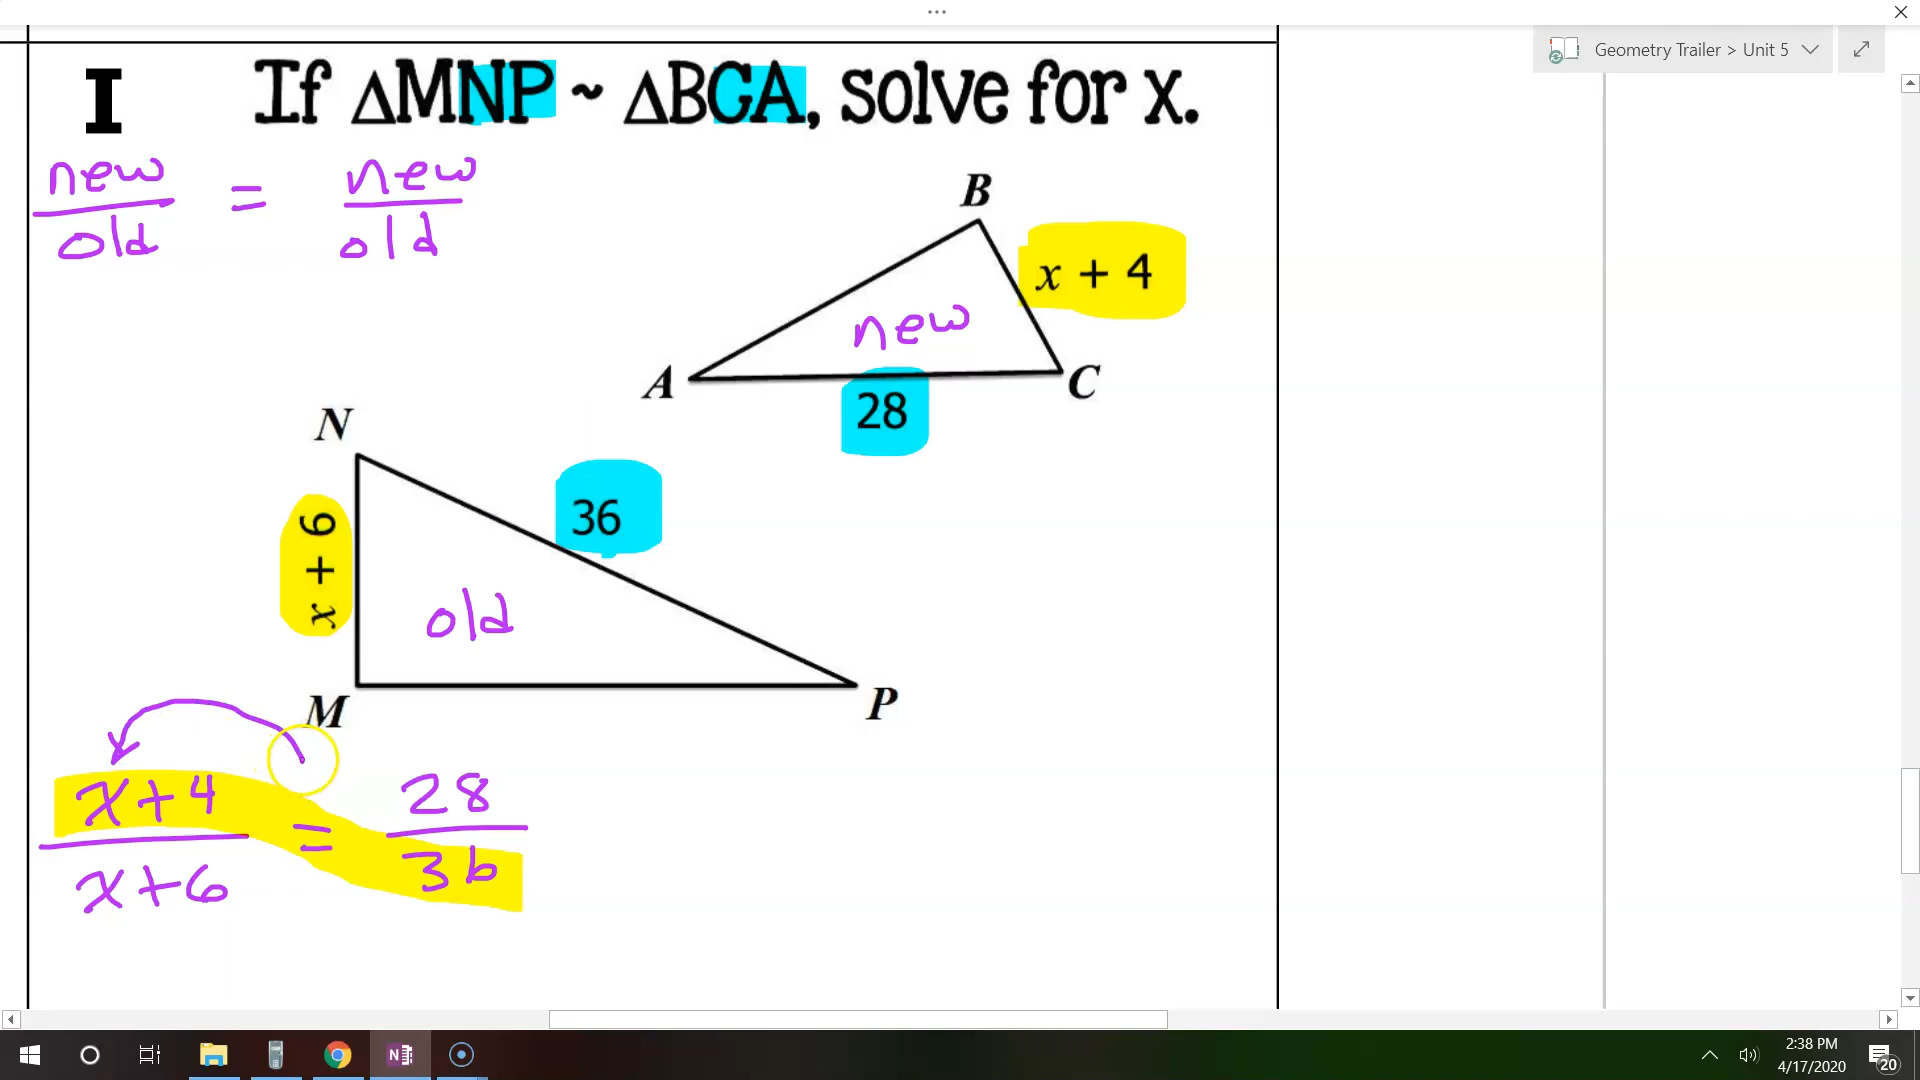 Geometry Trailer > Unit 5
I
If ΔMNP ~ ΔBCA, solve for x.
new = new
old old
B
x + 4
new
A
C
28
N
36
x + 6
old
M
P
x+4 = 28
x+6 36
2:38 PM
4/17/2020
20